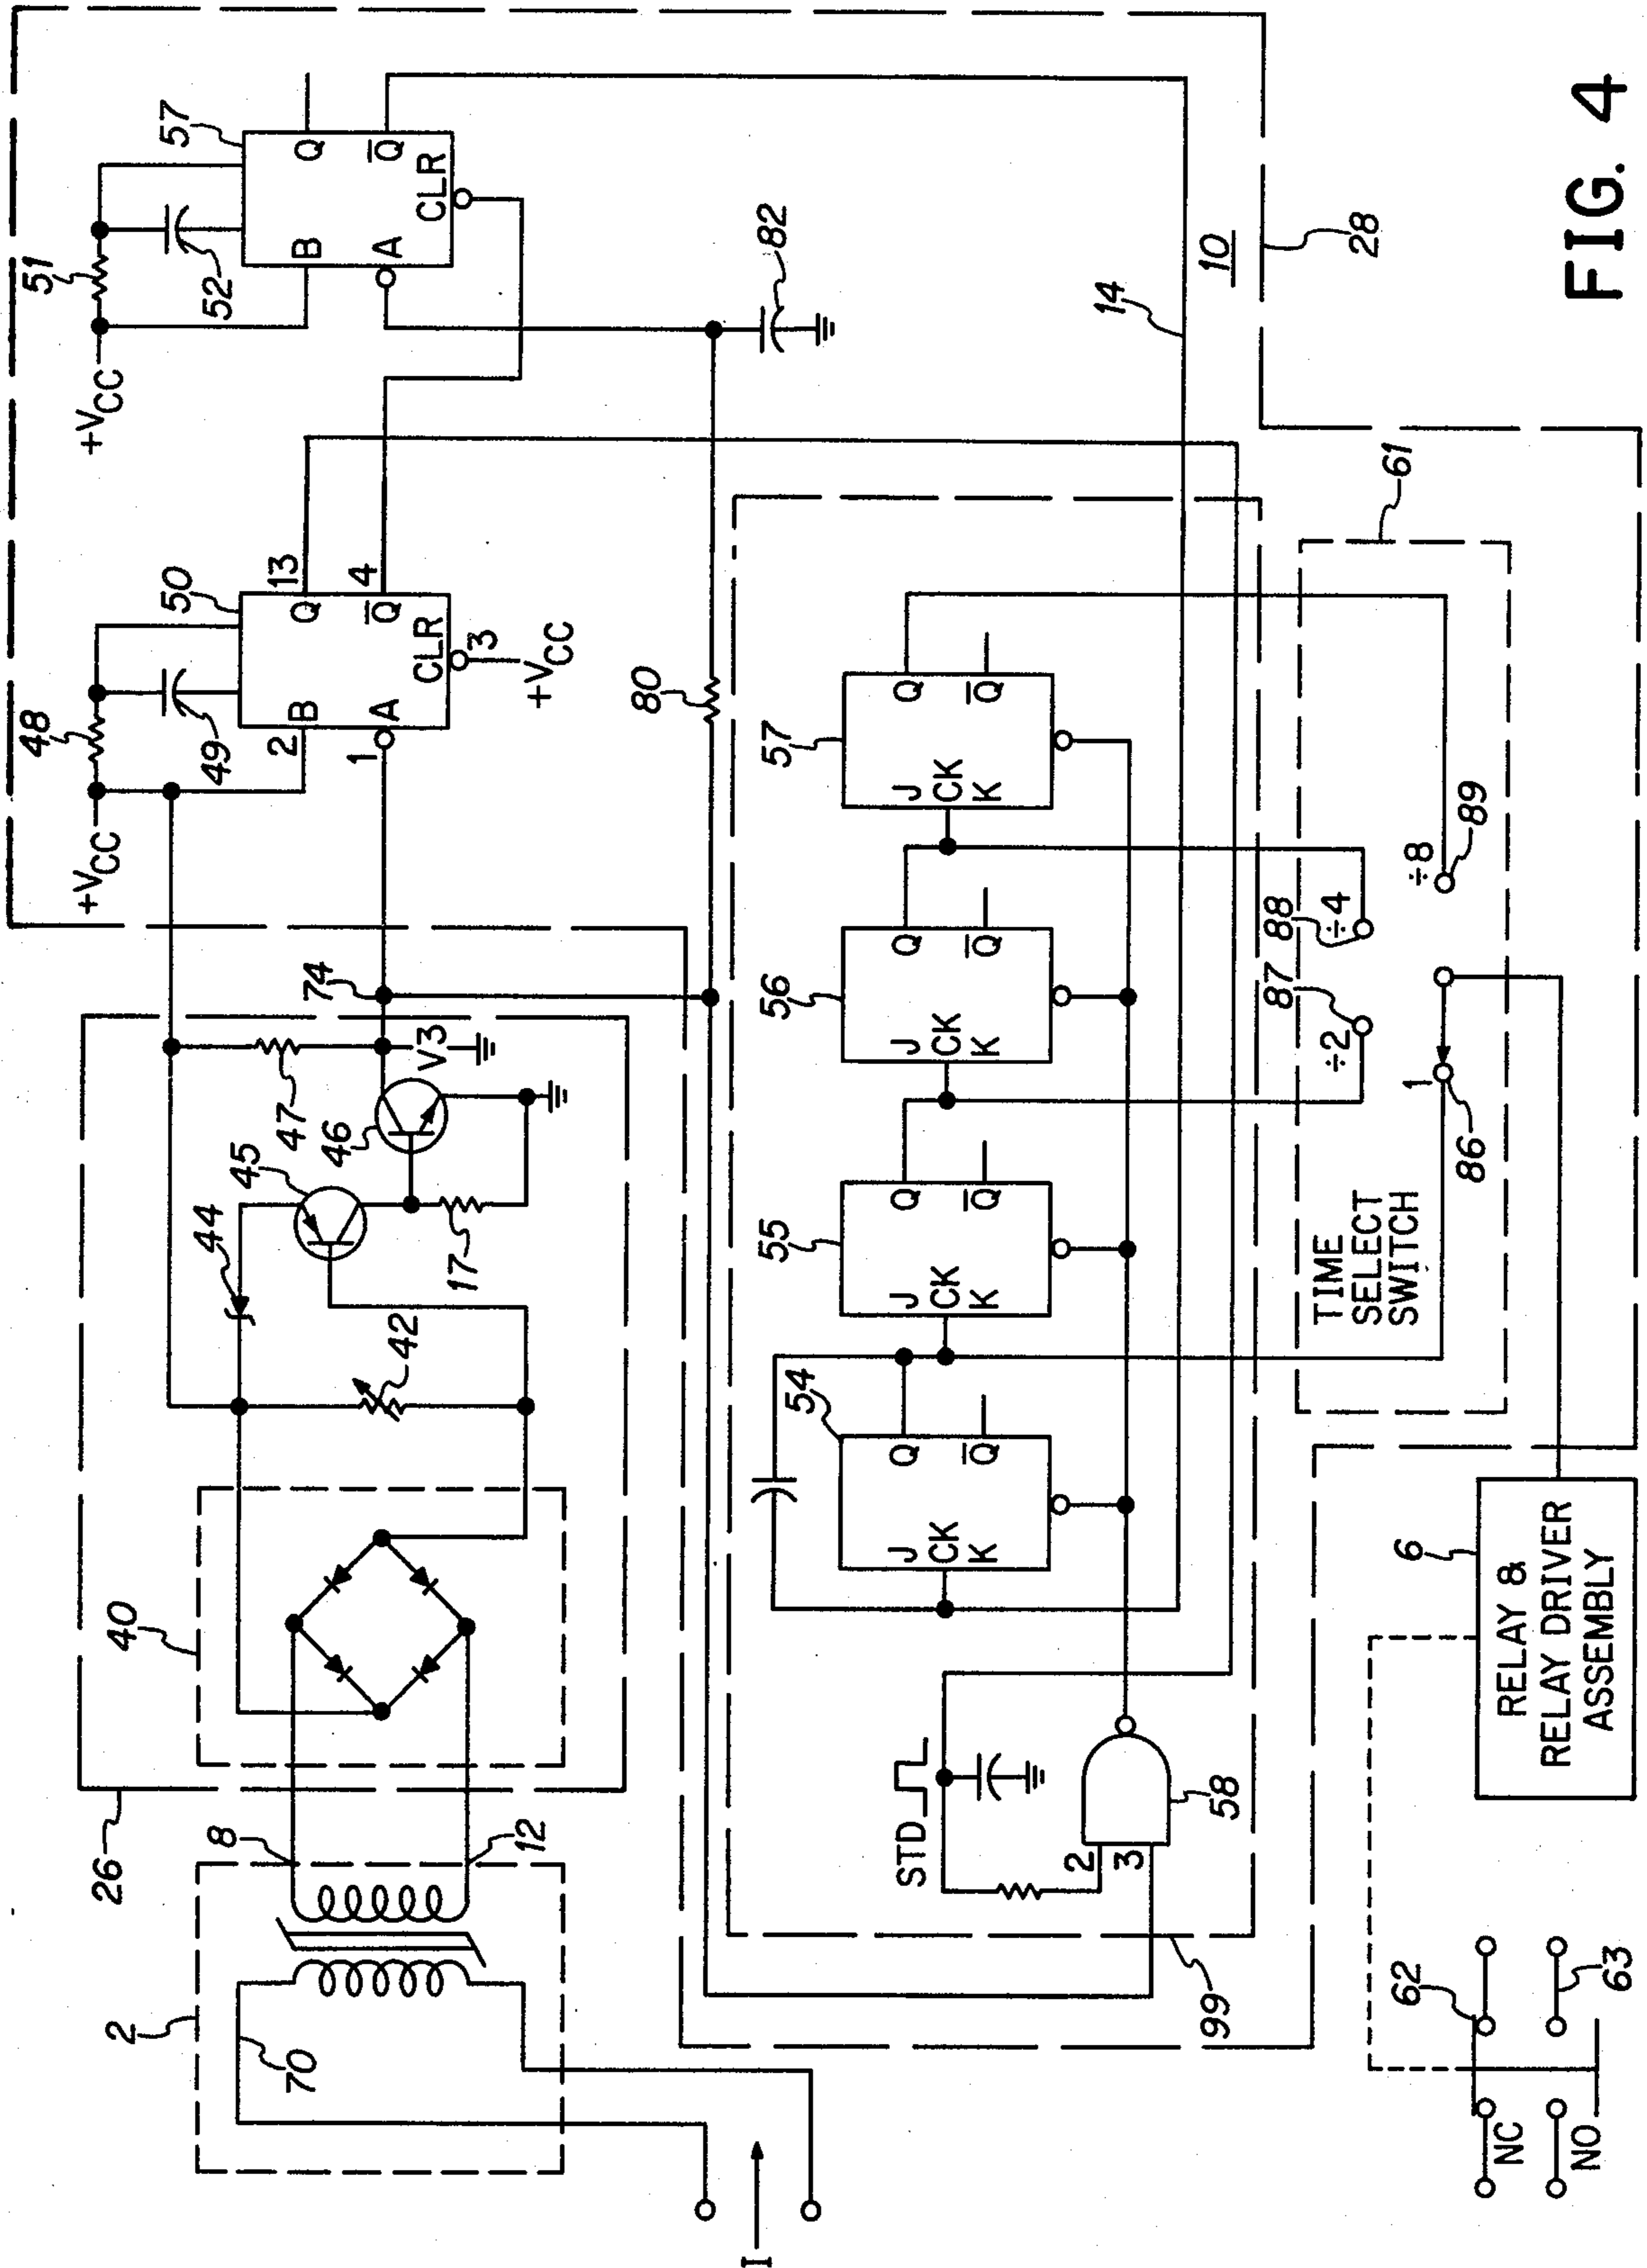 +VCC
51
52
57
B
A
Q
Q
CLR
82
+VCC
48
49
50
2
B
1
A
13
Q
4
Q
CLR
3
+VCC
74
80
44
45
47
46
V3
17
42
40
26
8
12
2
70
I
10
28
14
54
J
CK
K
Q
Q
55
J
CK
K
Q
Q
56
J
CK
K
Q
Q
57
J
CK
K
Q
Q
STD
2
3
58
99
61
TIME
SELECT
SWITCH
1
86
÷2
87
88
÷4
÷8
89
6
RELAY &
RELAY DRIVER
ASSEMBLY
62
63
NC
NO
FIG. 4